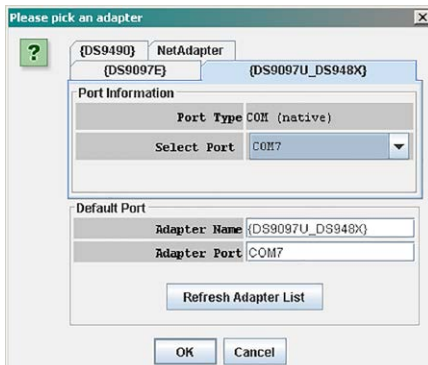 Please pick an adapter
?
{DS9490} NetAdapter
{DS9097E} {DS9097U_DS948X}
Port Information
Port Type COM (native)
Select Port COM7
Default Port
Adapter Name {DS9097U_DS948X}
Adapter Port COM7
Refresh Adapter List
OK Cancel